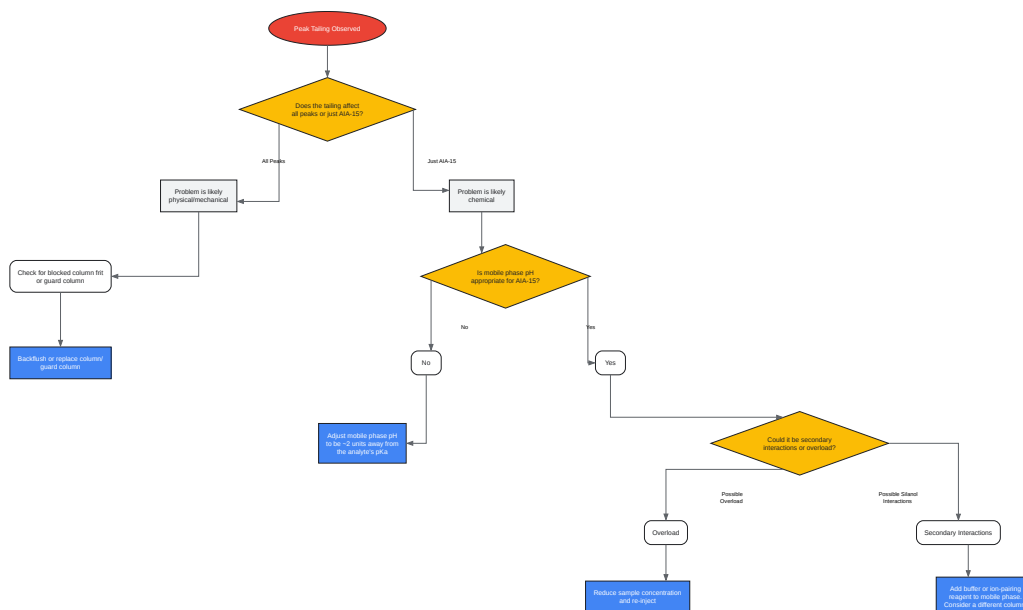 Peak Tailing Observed
Does the tailing affect
all peaks or just AIA-15?
All Peaks
Just AIA-15
Problem is likely
physical/mechanical
Problem is likely
chemical
Check for blocked column frit
or guard column
Is mobile phase pH
appropriate for AIA-15?
No
Yes
Backflush or replace column/
guard column
No
Yes
Adjust mobile phase pH
to be ~2 units away from
the analyte's pKa
Could it be secondary
interactions or overload?
Possible
Overload
Possible Silanol
Interactions
Overload
Secondary Interactions
Reduce sample concentration
and re-inject
Add buffer or ion-pairing
reagent to mobile phase.
Consider a different column